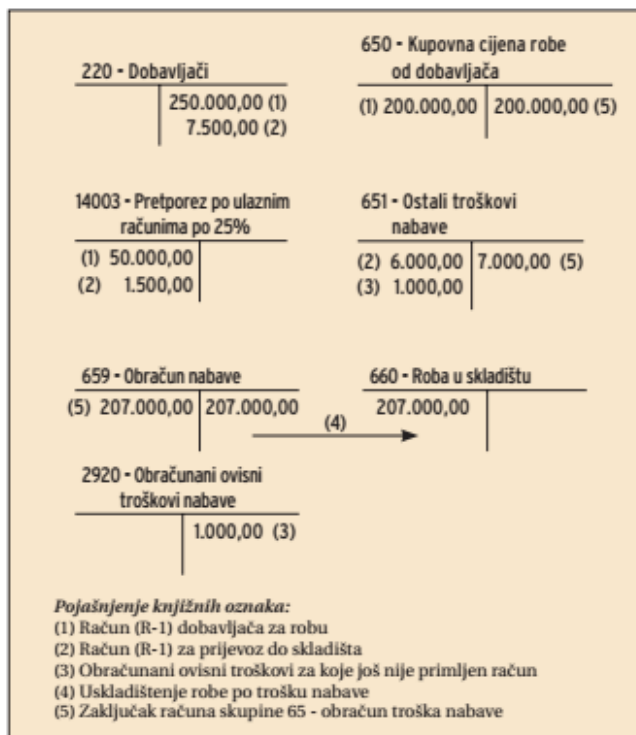 220 - Dobavljači
250.000,00 (1)
7.500,00 (2)
650 - Kupovna cijena robe
od dobavljača
(1) 200.000,00 200.000,00 (5)
14003 - Pretporez po ulaznim
računima po 25%
(1) 50.000,00
(2) 1.500,00
651 - Ostali troškovi
nabave
(2) 6.000,00 7.000,00 (5)
(3) 1.000,00
659 - Obračun nabave
(5) 207.000,00 207.000,00
(4)
660 - Roba u skladištu
207.000,00
2920 - Obračunani ovisni
troškovi nabave
1.000,00 (3)
Pojašnjenje knjižnih oznaka:
(1) Račun (R-1) dobavljača za robu
(2) Račun (R-1) za prijevoz do skladišta
(3) Obračunani ovisni troškovi za koje još nije primljen račun
(4) Uskladištenje robe po trošku nabave
(5) Zaključak računa skupine 65 - obračun troška nabave